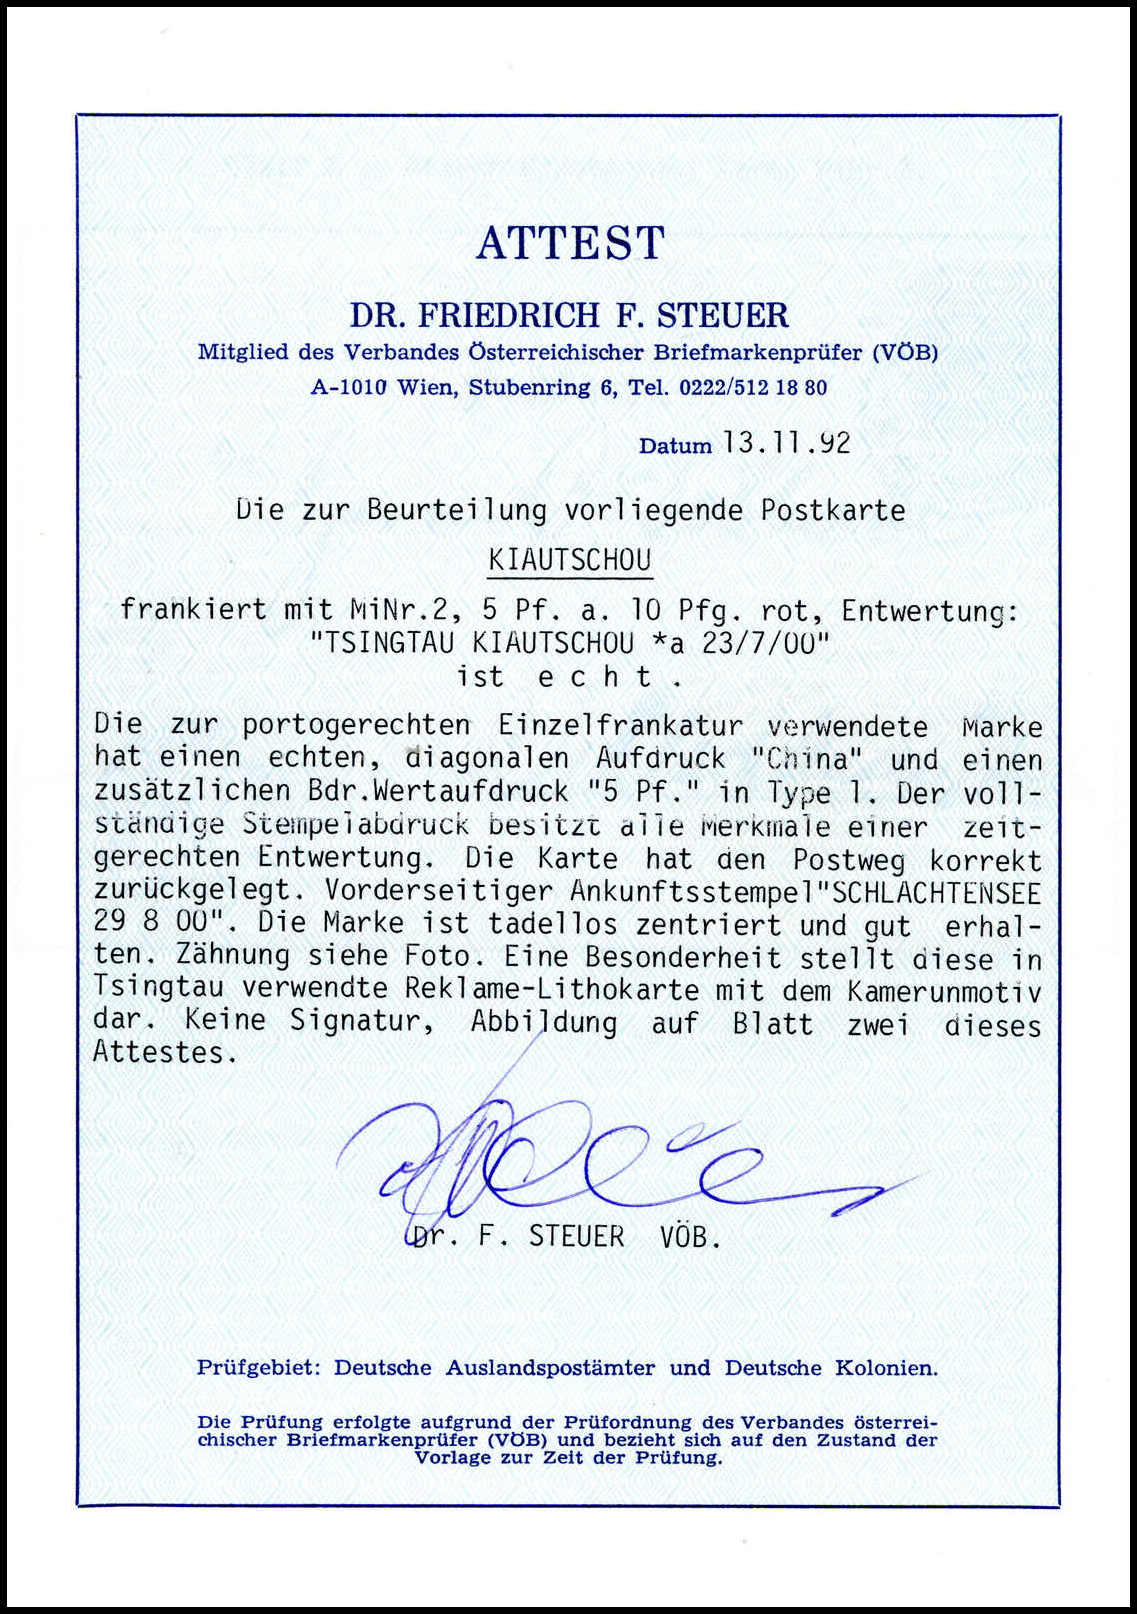 ATTEST
DR. FRIEDRICH F. STEUER
Mitglied des Verbandes Österreichischer Briefmarkenprüfer (VÖB)
A-1010 Wien, Stubenring 6, Tel. 0222/512 18 80
Datum 13.11.92
Die zur Beurteilung vorliegende Postkarte
KIAUTSCHOU
frankiert mit MiNr.2, 5 Pf. a. 10 Pfg. rot, Entwertung:
"TSINGTAU KIAUTSCHOU *a 23/7/00"
ist e c h t .
Die zur portogerechten Einzelfrankatur verwendete Marke
hat einen echten, diagonalen Aufdruck "China" und einen
zusätzlichen Bdr.Wertaufdruck "5 Pf." in Type 1. Der voll-
ständige Stempelabdruck besitzt alle Merkmale einer zeit-
gerechten Entwertung. Die Karte hat den Postweg korrekt
zurückgelegt. Vorderseitiger Ankunftsstempel"SCHLACHTENSEE
29 8 00". Die Marke ist tadellos zentriert und gut erhal-
ten. Zähnung siehe Foto. Eine Besonderheit stellt diese in
Tsingtau verwendte Reklame-Lithokarte mit dem Kamerunmotiv
dar. Keine Signatur, Abbildung auf Blatt zwei dieses
Attestes.
Dr. F. STEUER VÖB.
Prüfgebiet: Deutsche Auslandspostämter und Deutsche Kolonien.
Die Prüfung erfolgte aufgrund der Prüfordnung des Verbandes österrei-
chischer Briefmarkenprüfer (VÖB) und bezieht sich auf den Zustand der
Vorlage zur Zeit der Prüfung.